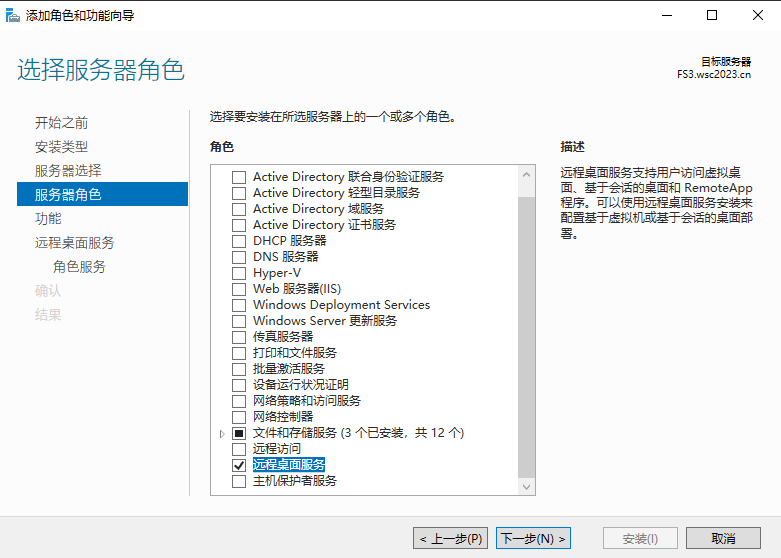 添加角色和功能向导
选择服务器角色
目标服务器
FS3.wsc2023.cn
开始之前
安装类型
服务器选择
服务器角色
功能
远程桌面服务
角色服务
确认
结果
选择要安装在所选服务器上的一个或多个角色。
角色
Active Directory 联合身份验证服务
Active Directory 轻型目录服务
Active Directory 域服务
Active Directory 证书服务
DHCP 服务器
DNS 服务器
Hyper-V
Web 服务器(IIS)
Windows Deployment Services
Windows Server 更新服务
传真服务器
打印和文件服务
批量激活服务
设备运行状况证明
网络策略和访问服务
网络控制器
文件和存储服务 (3 个已安装，共 12 个)
远程访问
远程桌面服务
主机保护者服务
描述
远程桌面服务支持用户访问虚拟桌
面、基于会话的桌面和 RemoteApp
程序。可以使用远程桌面服务安装来
配置基于虚拟机或基于会话的桌面部
署。
< 上一步(P)
下一步(N) >
安装(I)
取消